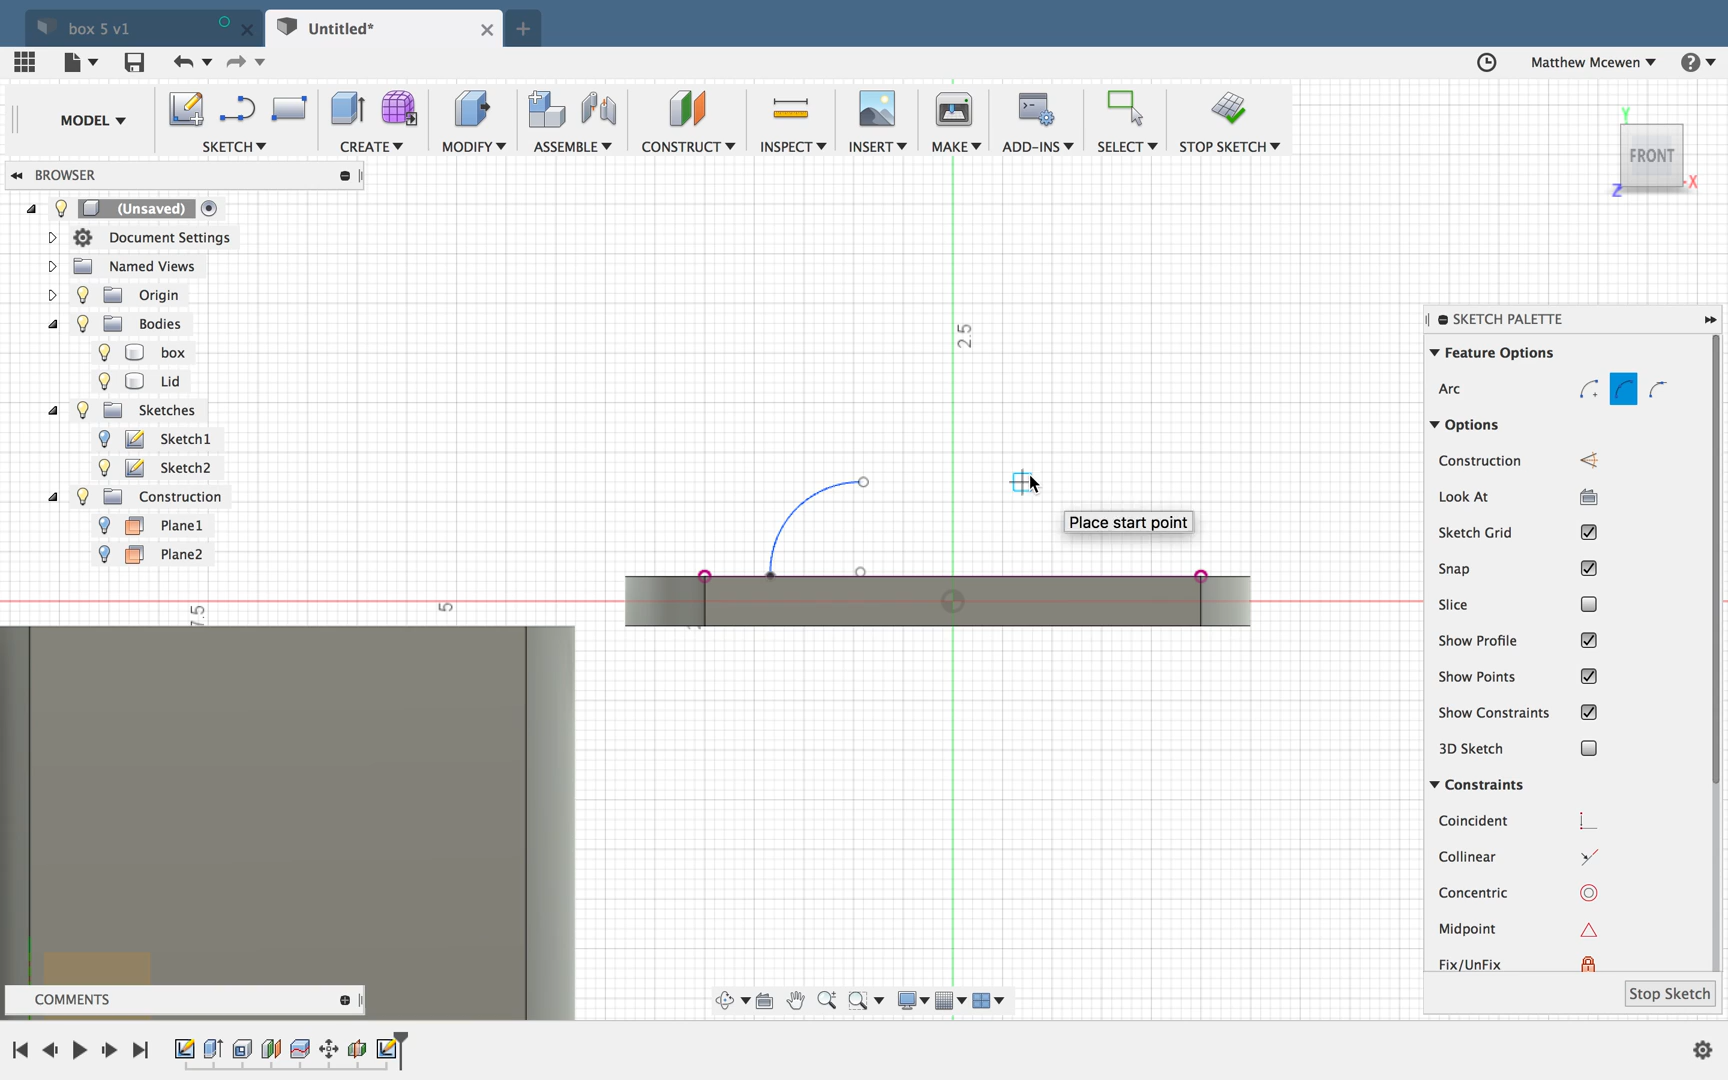 box 5 v1
Untitled*
Matthew Mcewen
MODEL
SKETCH
CREATE
MODIFY
ASSEMBLE
CONSTRUCT
INSPECT
INSERT
MAKE
ADD-INS
SELECT
STOP SKETCH
Y
FRONT
X
Z
BROWSER
(Unsaved)
Document Settings
Named Views
Origin
Bodies
box
Lid
Sketches
Sketch1
Sketch2
Construction
Plane1
Plane2
2.5
Place start point
7.5
5
SKETCH PALETTE
Feature Options
Arc
Options
Construction
Look At
Sketch Grid
Snap
Slice
Show Profile
Show Points
Show Constraints
3D Sketch
Constraints
Coincident
Collinear
Concentric
Midpoint
Fix/UnFix
Stop Sketch
COMMENTS